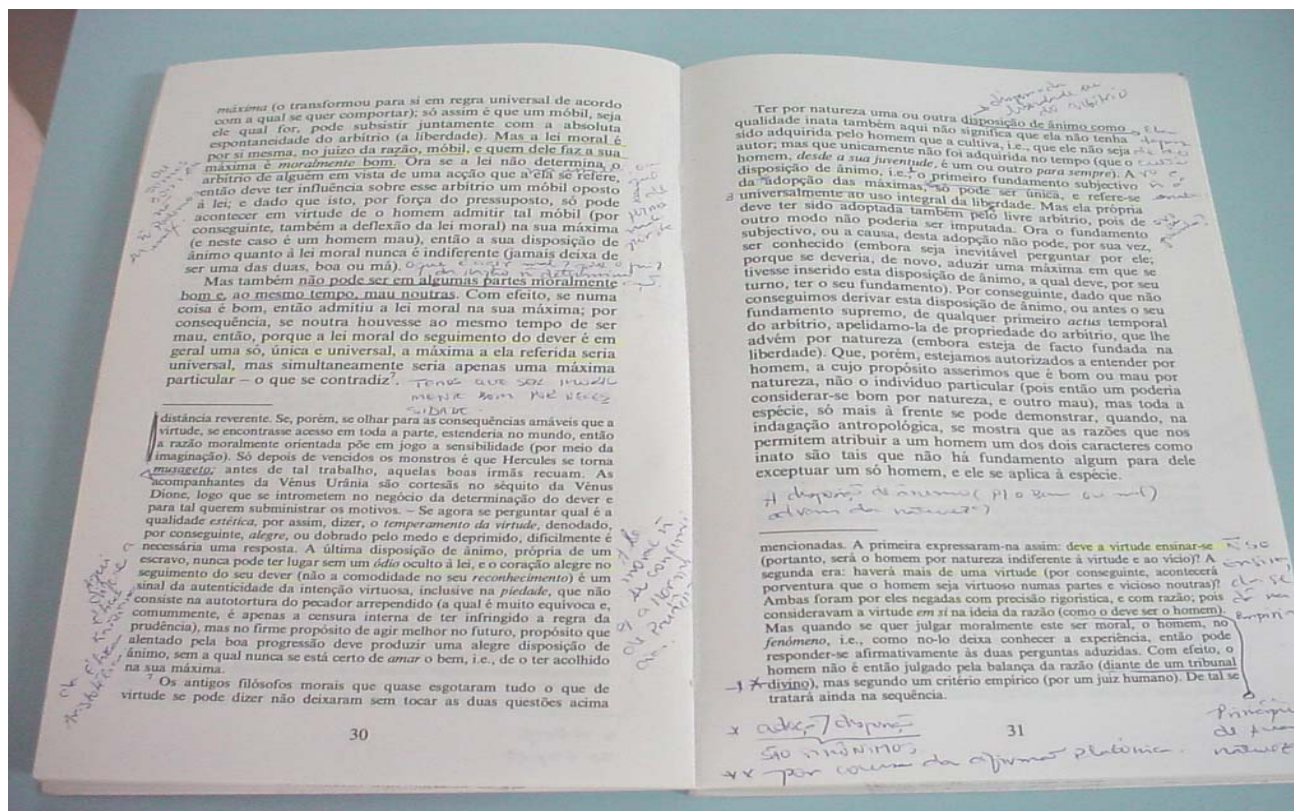 máxima (o transformou para si em regra universal de acordo
com a qual se quer comportar); só assim é que um móbil, seja
ele qual for, pode subsistir juntamente com a absoluta
espontaneidade do arbítrio (a liberdade). Mas a lei moral é
por si mesma, no juízo da razão, móbil, e quem dele faz a sua
máxima é moralmente bom. Ora se a lei não determina, o
arbítrio de alguém em vista de uma acção que a ela se refere,
então deve ter influência sobre esse arbítrio um móbil oposto
à lei; e dado que isto, por força do pressuposto, só pode
acontecer em virtude de o homem admitir tal móbil (por
conseguinte, também a deflexão da lei moral) na sua máxima
(e neste caso é um homem mau), então a sua disposição de
ânimo quanto à lei moral nunca é indiferente (jamais deixa de
ser uma das duas, boa ou má).
Mas também não pode ser em algumas partes moralmente
bom e, ao mesmo tempo, mau noutras. Com efeito, se numa
coisa é bom, então admitiu a lei moral na sua máxima; por
consequência, se noutra houvesse ao mesmo tempo de ser
mau, então, porque a lei moral do seguimento do dever é em
geral uma só, única e universal, a máxima a ela referida seria
universal, mas simultaneamente seria apenas uma máxima
particular – o que se contradiz⁷. TEMOS QUE SER
MENTE BOM POR NECES
SIDADE
distância reverente. Se, porém, se olhar para as consequências amáveis que a
virtude, se encontrasse acesso em toda a parte, estenderia no mundo, então
a razão moralmente orientada põe em jogo a sensibilidade (por meio da
imaginação). Só depois de vencidos os monstros é que Hercules se torna
musageto; antes de tal trabalho, aquelas boas irmãs recuam. As
acompanhantes da Vénus Urânia são cortesãs no séquito da Vénus
Dione, logo que se intrometem no negócio da determinação do dever e
para tal querem subministrar os motivos. – Se agora se perguntar qual é a
qualidade estética, por assim, dizer, o temperamento da virtude, denodado,
por conseguinte, alegre, ou dobrado pelo medo e deprimido, dificilmente é
necessária uma resposta. A última disposição de ânimo, própria de um
escravo, nunca pode ter lugar sem um ódio oculto à lei, e o coração alegre no
seguimento do seu dever (não a comodidade no seu reconhecimento) é um
sinal da autenticidade da intenção virtuosa, inclusive na piedade, que não
consiste na autotortura do pecador arrependido (a qual é muito equívoca e,
comummente, é apenas a censura interna de ter infringido a regra da
prudência), mas no firme propósito de agir melhor no futuro, propósito que
alentado pela boa progressão deve produzir uma alegre disposição de
ânimo, sem a qual nunca se está certo de amar o bem, i.e., de o ter acolhido
na sua máxima.
⁷ Os antigos filósofos morais que quase esgotaram tudo o que de
virtude se pode dizer não deixaram sem tocar as duas questões acima
30
Ter por natureza uma ou outra disposição de ânimo como
qualidade inata também aqui não significa que ela não tenha
sido adquirida pelo homem que a cultiva, i.e., que ele não seja
autor; mas que unicamente não foi adquirida no tempo (que o
homem, desde a sua juventude, é um ou outro para sempre). A
disposição de ânimo, i.e., o primeiro fundamento subjectivo
da adopção das máximas, só pode ser única, e refere-se
universalmente ao uso integral da liberdade. Mas ela própria
deve ter sido adoptada também pelo livre arbítrio, pois de
outro modo não poderia ser imputada. Ora o fundamento
subjectivo, ou a causa, desta adopção não pode, por sua vez,
ser conhecido (embora seja inevitável perguntar por ele;
porque se deveria, de novo, aduzir uma máxima em que se
tivesse inserido esta disposição de ânimo, a qual deve, por seu
turno, ter o seu fundamento). Por conseguinte, dado que não
conseguimos derivar esta disposição de ânimo, ou antes o seu
fundamento supremo, de qualquer primeiro actus temporal
do arbítrio, apelidamo-la de propriedade do arbítrio, que lhe
advém por natureza (embora esteja de facto fundada na
liberdade). Que, porém, estejamos autorizados a entender por
homem, a cujo propósito asserimos que é bom ou mau por
natureza, não o indivíduo particular (pois então um poderia
considerar-se bom por natureza, e outro mau), mas toda a
espécie, só mais à frente se pode demonstrar, quando, na
indagação antropológica, se mostra que as razões que nos
permitem atribuir a um homem um dos dois caracteres como
inato são tais que não há fundamento algum para dele
exceptuar um só homem, e ele se aplica à espécie.
A disposição de ânimo (p/ o bem ou mal)
advem da natureza?
mencionadas. A primeira expressaram-na assim: deve a virtude ensinar-se
(portanto, será o homem por natureza indiferente à virtude e ao vício)? A
segunda era: haverá mais de uma virtude (por conseguinte, acontecerá
porventura que o homem seja virtuoso numas partes e vicioso noutras)?
Ambas foram por eles negadas com precisão rigorística, e com razão; pois
consideravam a virtude em si na ideia da razão (como o deve ser o homem).
Mas quando se quer julgar moralmente este ser moral, o homem, no
fenómeno, i.e., como no-lo deixa conhecer a experiência, então pode
responder-se afirmativamente às duas perguntas aduzidas. Com efeito, o
homem não é então julgado pela balança da razão (diante de um tribunal
divino), mas segundo um critério empírico (por um juiz humano). De tal se
tratará ainda na sequência.
31
SÃO SINÔNIMOS
** por causa da afirmação platônica.